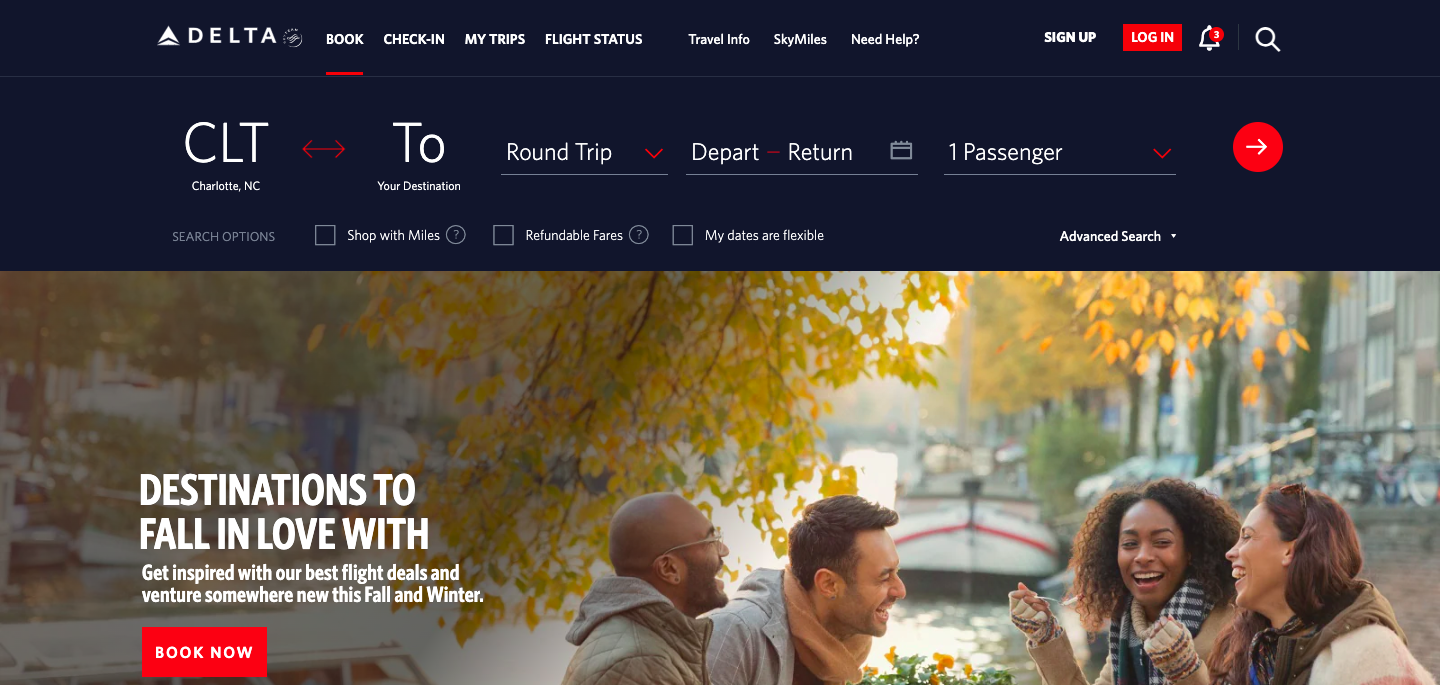 DELTA
BOOK CHECK-IN MY TRIPS FLIGHT STATUS Travel Info SkyMiles Need Help? SIGN UP LOG IN 3
CLT To Round Trip Depart – Return 1 Passenger
Charlotte, NC Your Destination
SEARCH OPTIONS Shop with Miles ? Refundable Fares ? My dates are flexible Advanced Search
DESTINATIONS TO
FALL IN LOVE WITH
Get inspired with our best flight deals and
venture somewhere new this Fall and Winter.
BOOK NOW